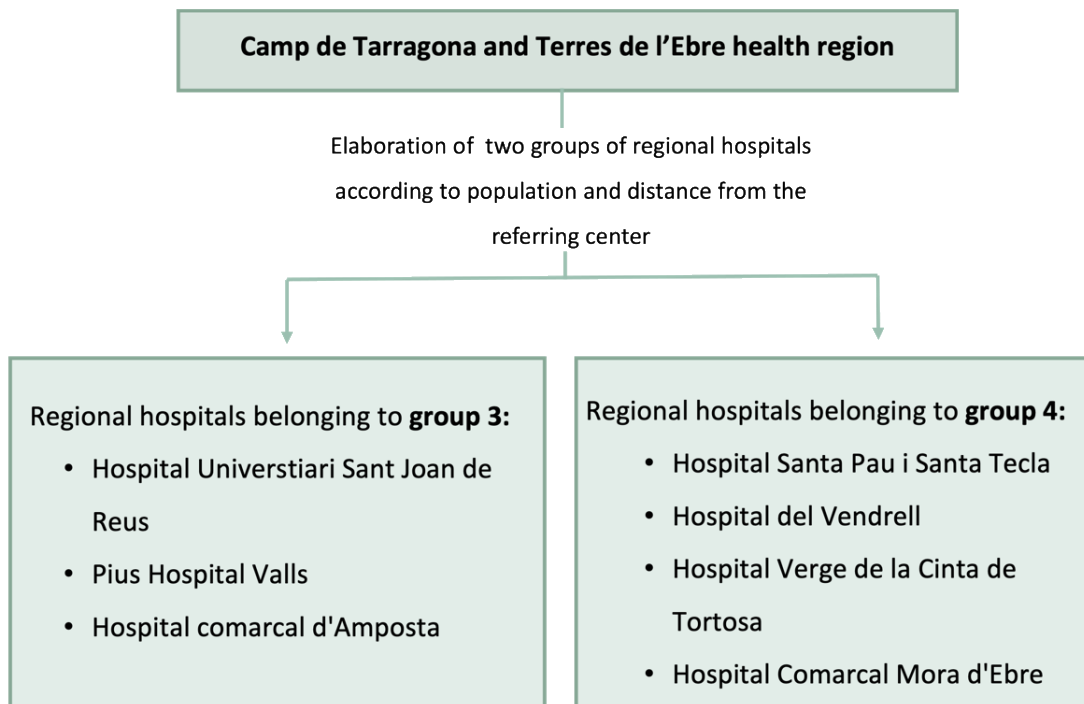 Camp de Tarragona and Terres de l’Ebre health region
Elaboration of two groups of regional hospitals
according to population and distance from the
referring center
Regional hospitals belonging to group 3:
• Hospital Universtiari Sant Joan de
Reus
• Pius Hospital Valls
• Hospital comarcal d'Amposta
Regional hospitals belonging to group 4:
• Hospital Santa Pau i Santa Tecla
• Hospital del Vendrell
• Hospital Verge de la Cinta de
Tortosa
• Hospital Comarcal Mora d'Ebre